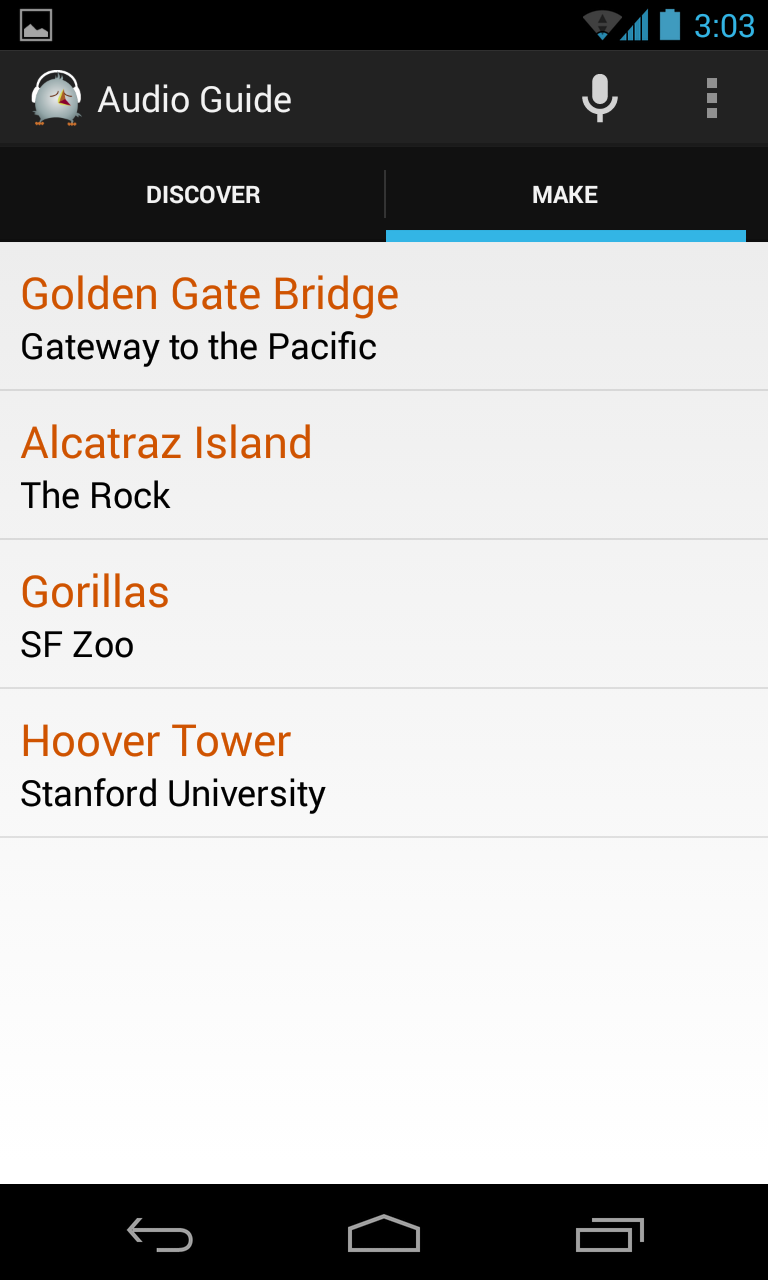 3:03
Audio Guide
DISCOVER
MAKE
Golden Gate Bridge
Gateway to the Pacific
Alcatraz Island
The Rock
Gorillas
SF Zoo
Hoover Tower
Stanford University